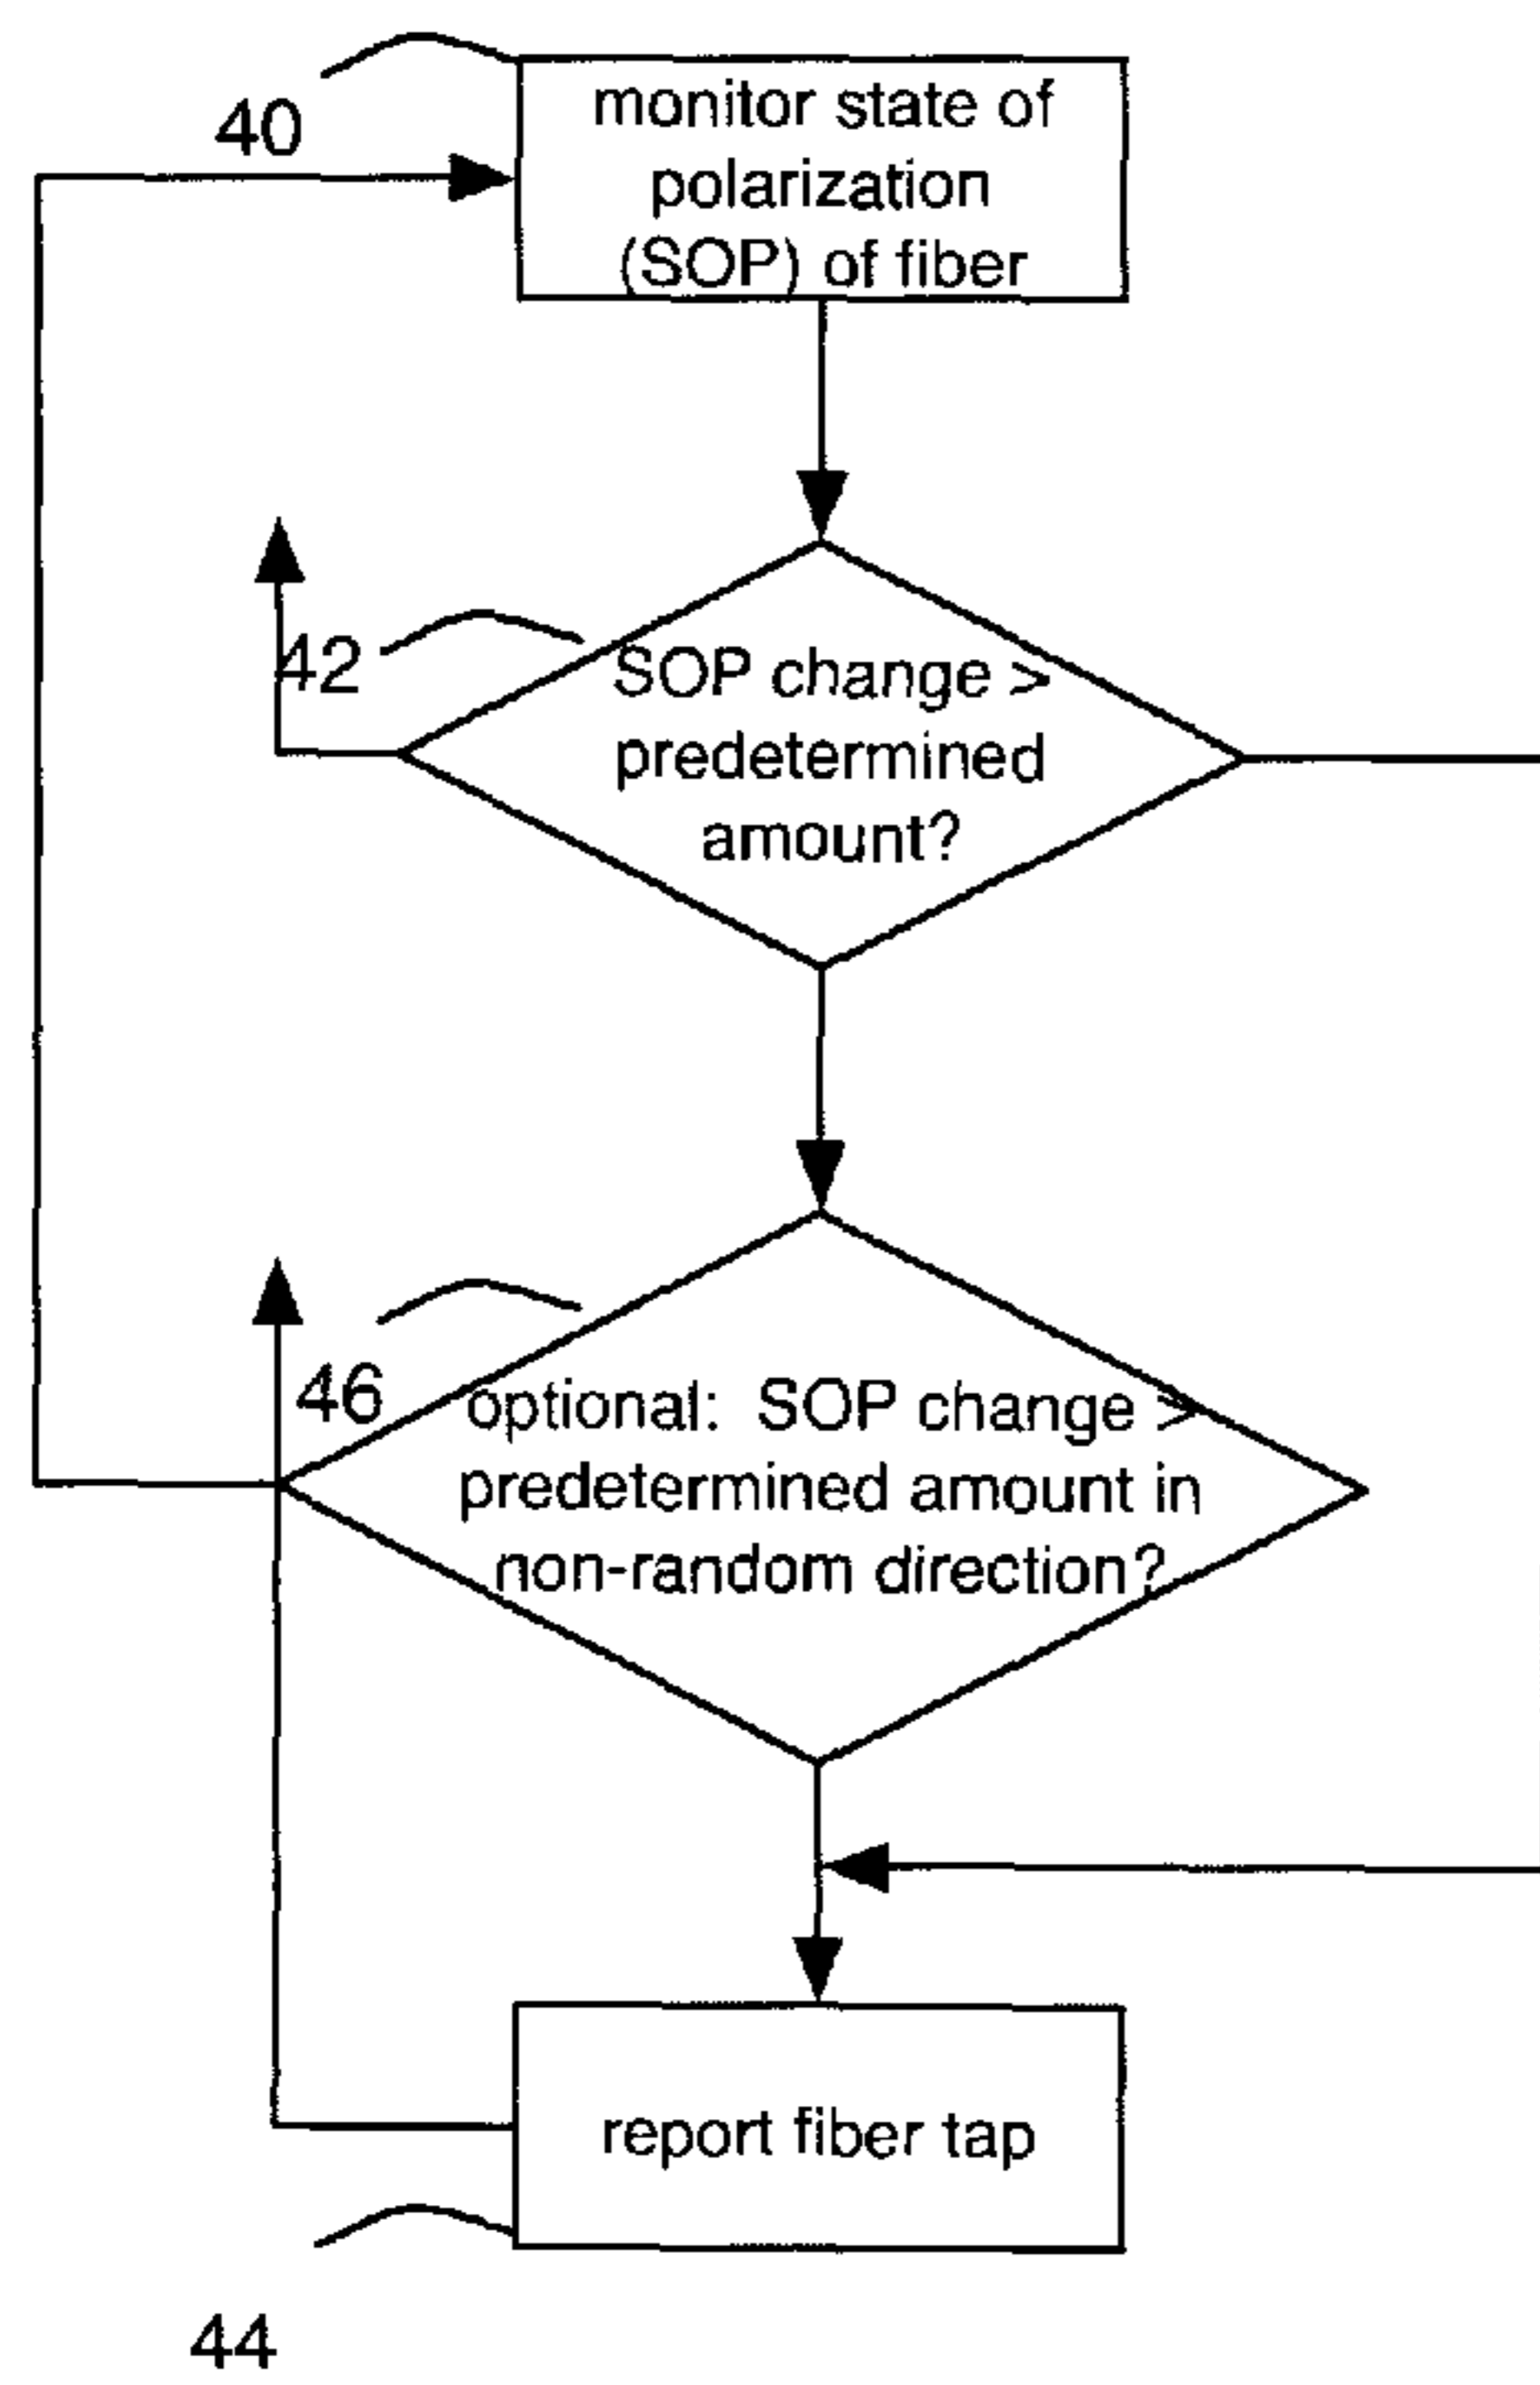 40
monitor state of
polarization
(SOP) of fiber
42
SOP change >
predetermined
amount?
46
optional: SOP change >
predetermined amount in
non-random direction?
report fiber tap
44